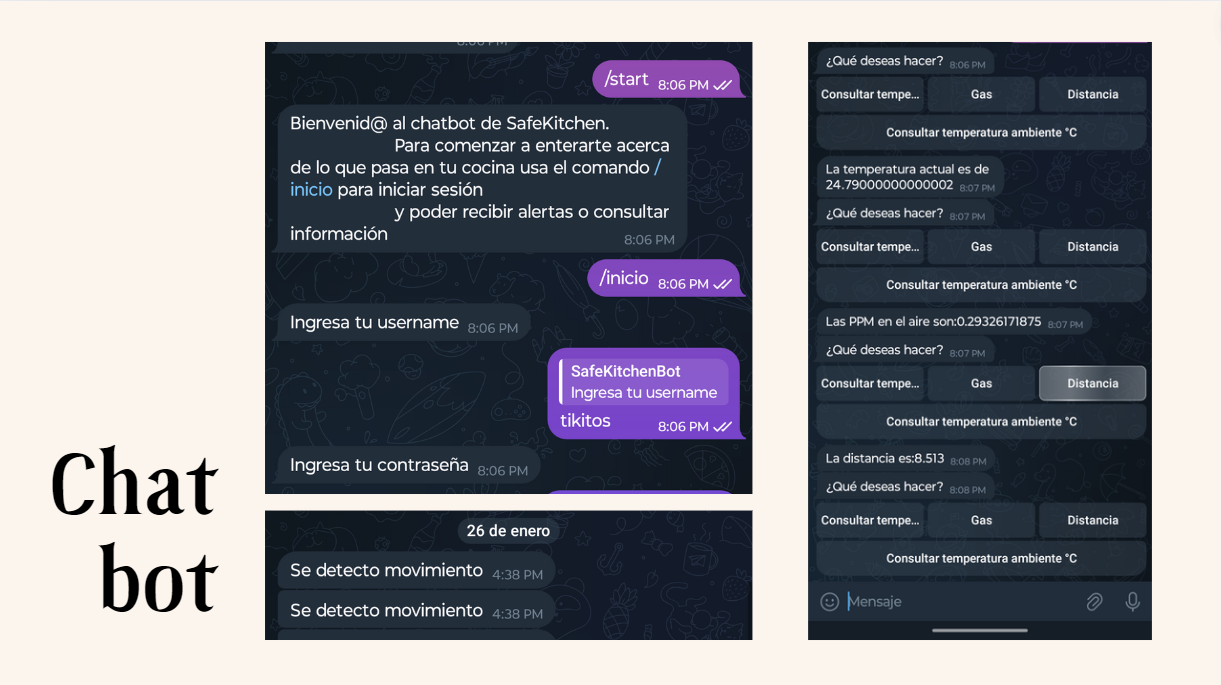 Chat
bot
8:06 PM
/start 8:06 PM
Bienvenid@ al chatbot de SafeKitchen.
Para comenzar a enterarte acerca
de lo que pasa en tu cocina usa el comando /
inicio para iniciar sesión
y poder recibir alertas o consultar
información 8:06 PM
/inicio 8:06 PM
Ingresa tu username 8:06 PM
SafeKitchenBot
Ingresa tu username
tikitos 8:06 PM
Ingresa tu contraseña 8:06 PM
26 de enero
Se detecto movimiento 4:38 PM
Se detecto movimiento 4:38 PM
¿Qué deseas hacer? 8:06 PM
Consultar tempe... Gas Distancia
Consultar temperatura ambiente °C
La temperatura actual es de
24.79000000000002 8:07 PM
¿Qué deseas hacer? 8:07 PM
Consultar tempe... Gas Distancia
Consultar temperatura ambiente °C
Las PPM en el aire son:0.29326171875 8:07 PM
¿Qué deseas hacer? 8:07 PM
Consultar tempe... Gas Distancia
Consultar temperatura ambiente °C
La distancia es:8.513 8:08 PM
¿Qué deseas hacer? 8:08 PM
Consultar tempe... Gas Distancia
Consultar temperatura ambiente °C
Mensaje